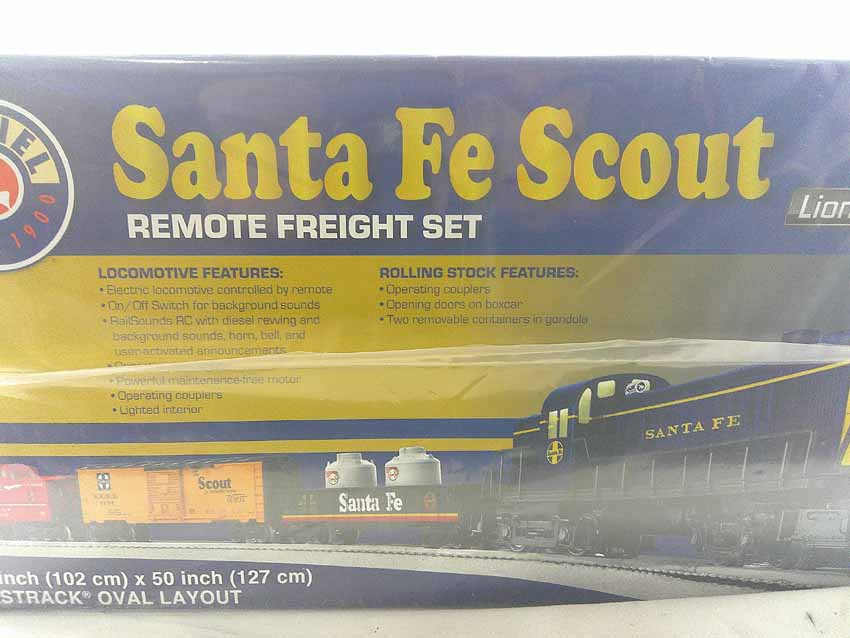 NEL
1900
Santa Fe Scout
REMOTE FREIGHT SET
Lion
LOCOMOTIVE FEATURES:
• Electric locomotive controlled by remote
• On/Off Switch for background sounds
• RailSounds RC with diesel revving and
background sounds, horn, bell, and
user-activated announcements
• Powerful maintenance-free motor
• Operating couplers
• Lighted interior
ROLLING STOCK FEATURES:
• Operating couplers
• Opening doors on boxcar
• Two removable containers in gondola
SANTA FE
Scout
Santa Fe
inch (102 cm) x 50 inch (127 cm)
STRACK® OVAL LAYOUT